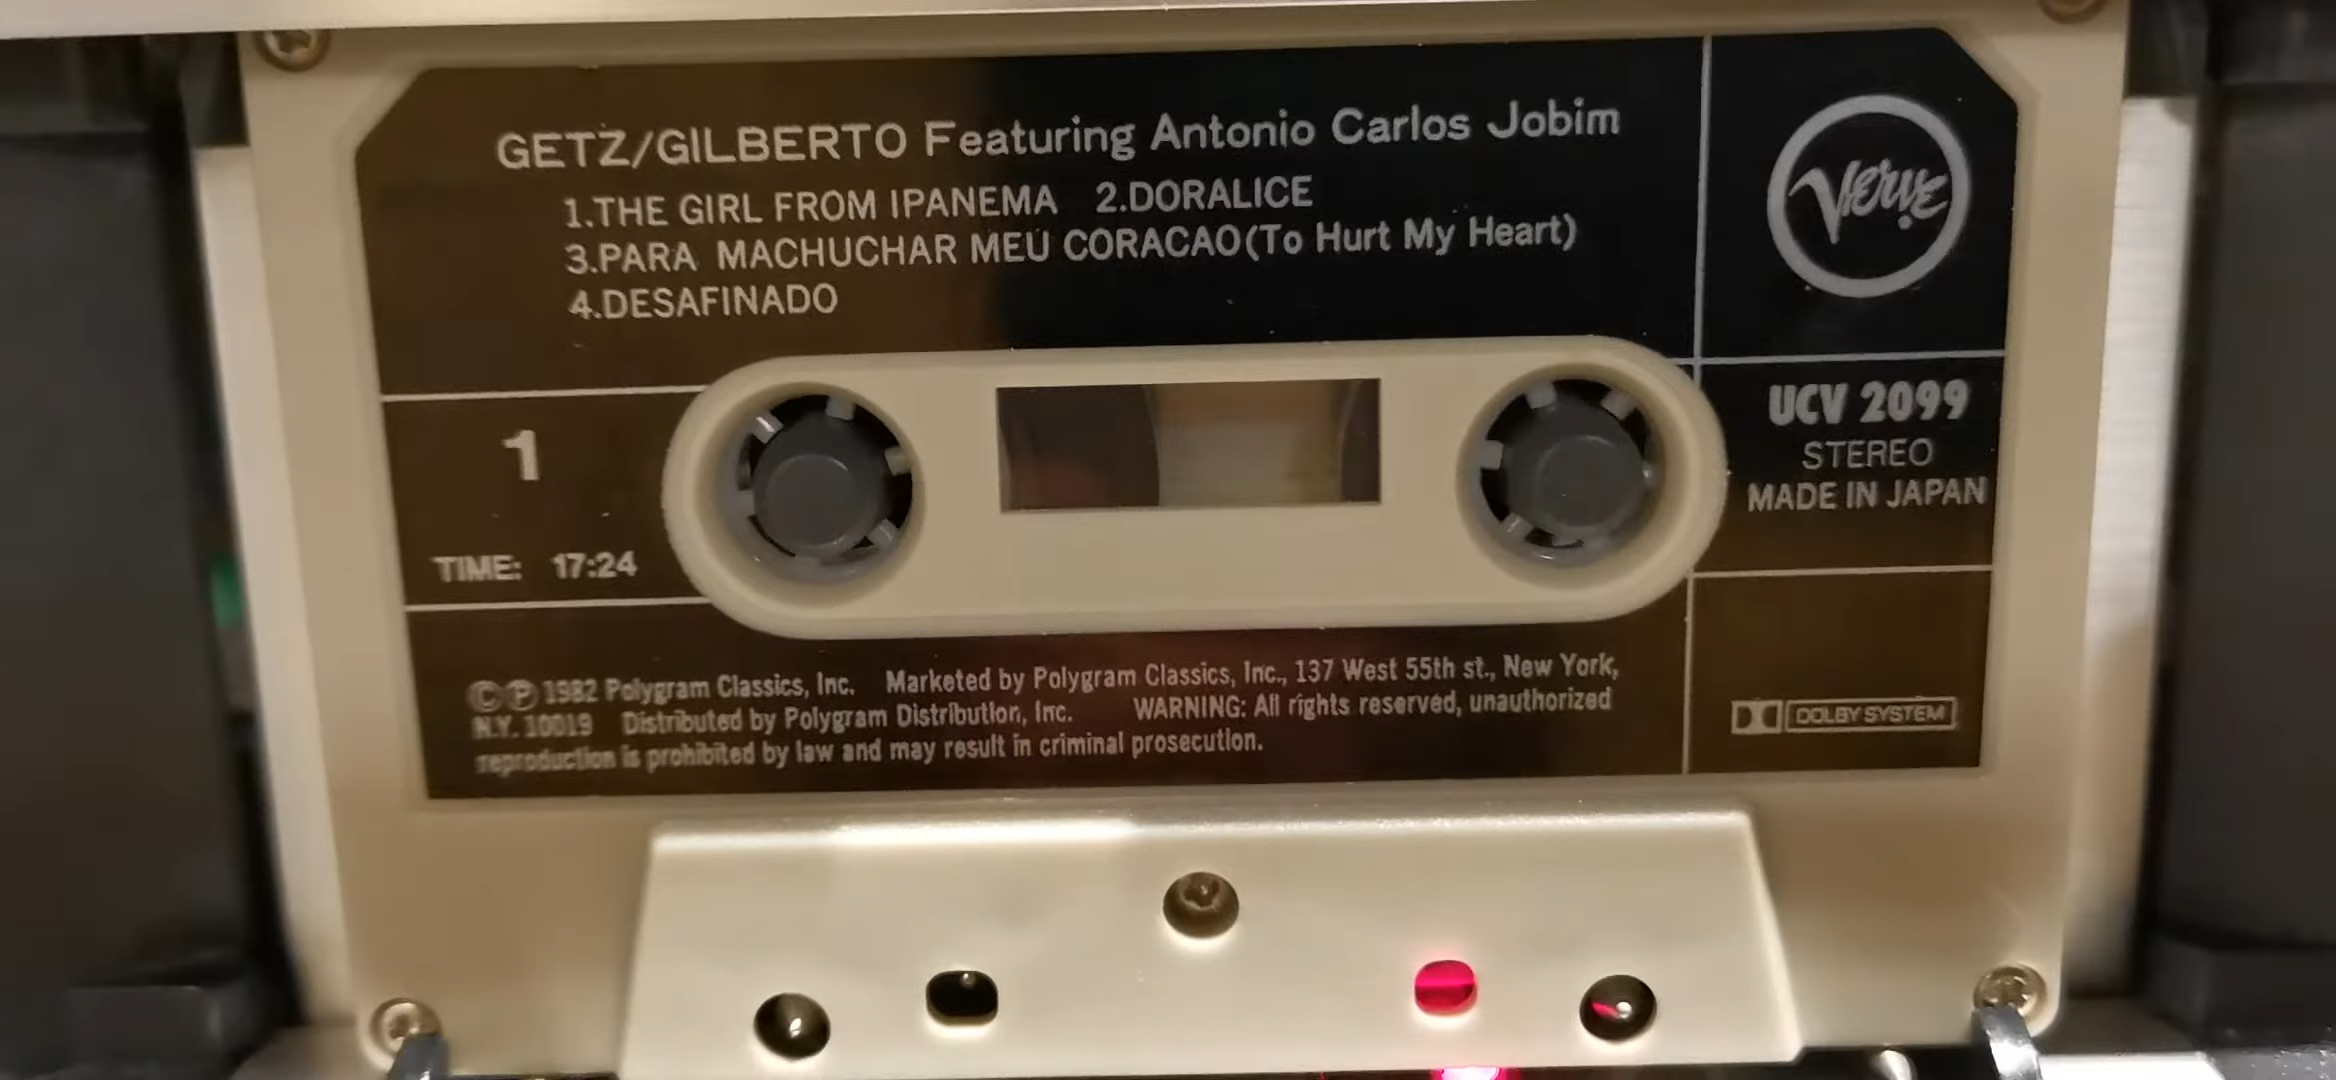 GETZ/GILBERTO Featuring Antonio Carlos Jobim
1.THE GIRL FROM IPANEMA 2.DORALICE
3.PARA MACHUCHAR MEU CORACAO(To Hurt My Heart)
4.DESAFINADO
Verve
1
TIME: 17:24
UCV 2099
STEREO
MADE IN JAPAN
©℗ 1982 Polygram Classics, Inc. Marketed by Polygram Classics, Inc., 137 West 55th st., New York,
N.Y. 10019 Distributed by Polygram Distribution, Inc. WARNING: All rights reserved, unauthorized
reproduction is prohibited by law and may result in criminal prosecution.
DOLBY SYSTEM